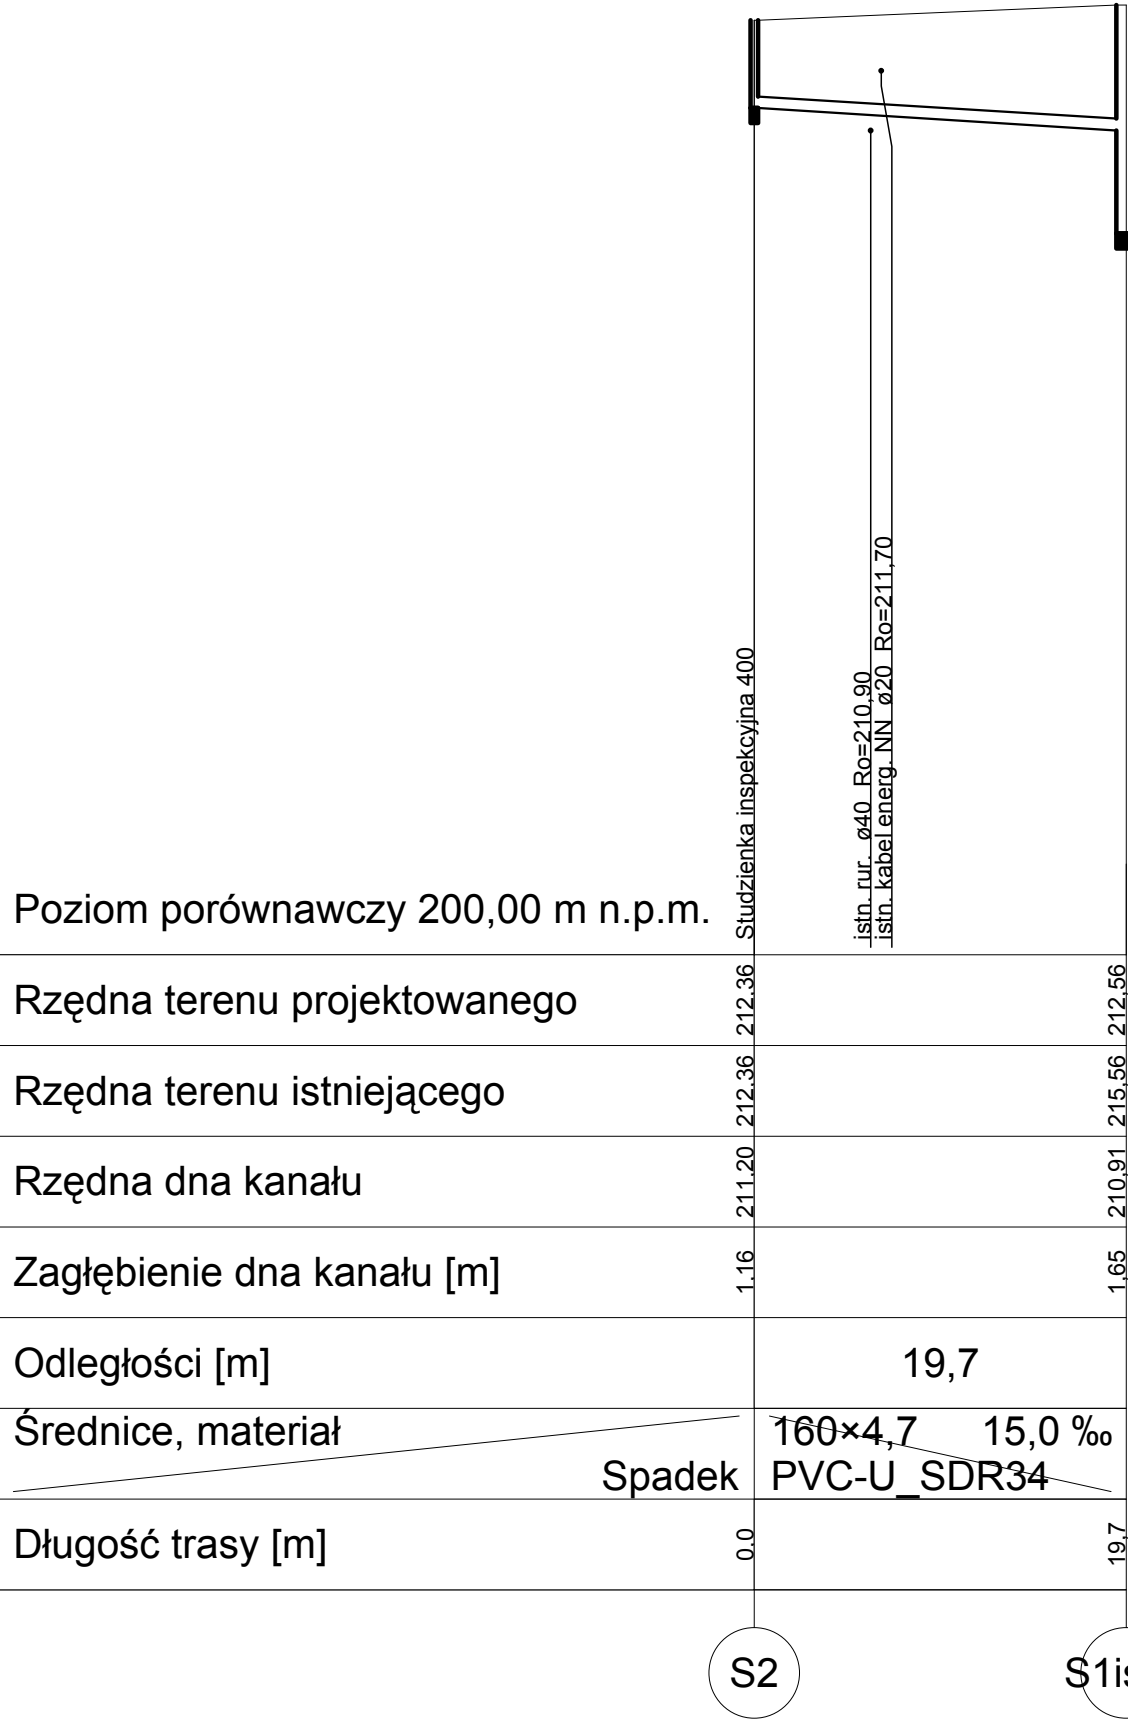 Studzienka inspekcyjna 400
istn. rur. ø40 Ro=210,90
istn. kabel energ. NN ø20 Ro=211,70
Poziom porównawczy 200,00 m n.p.m.
Rzędna terenu projektowanego 212,36 212,56
Rzędna terenu istniejącego 212,36 215,56
Rzędna dna kanału 211,20 210,91
Zagłębienie dna kanału [m] 1,16 1,65
Odległości [m] 19,7
Średnice, materiał 160×4,7 15,0 ‰
Spadek PVC-U_SDR34
Długość trasy [m] 0,0 19,7
S2 S1is